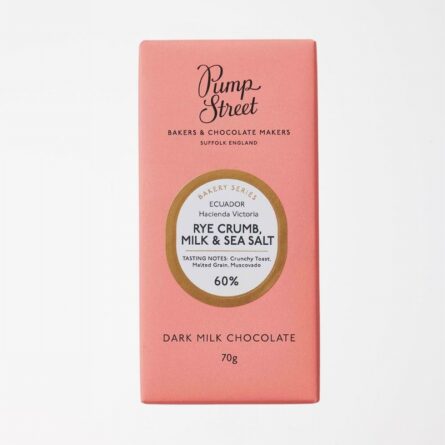 Pump
Street
BAKERS & CHOCOLATE MAKERS
SUFFOLK ENGLAND
BAKERY SERIES
ECUADOR
Hacienda Victoria
RYE CRUMB,
MILK & SEA SALT
TASTING NOTES: Crunchy Toast,
Malted Grain, Muscovado
60%
DARK MILK CHOCOLATE
70g